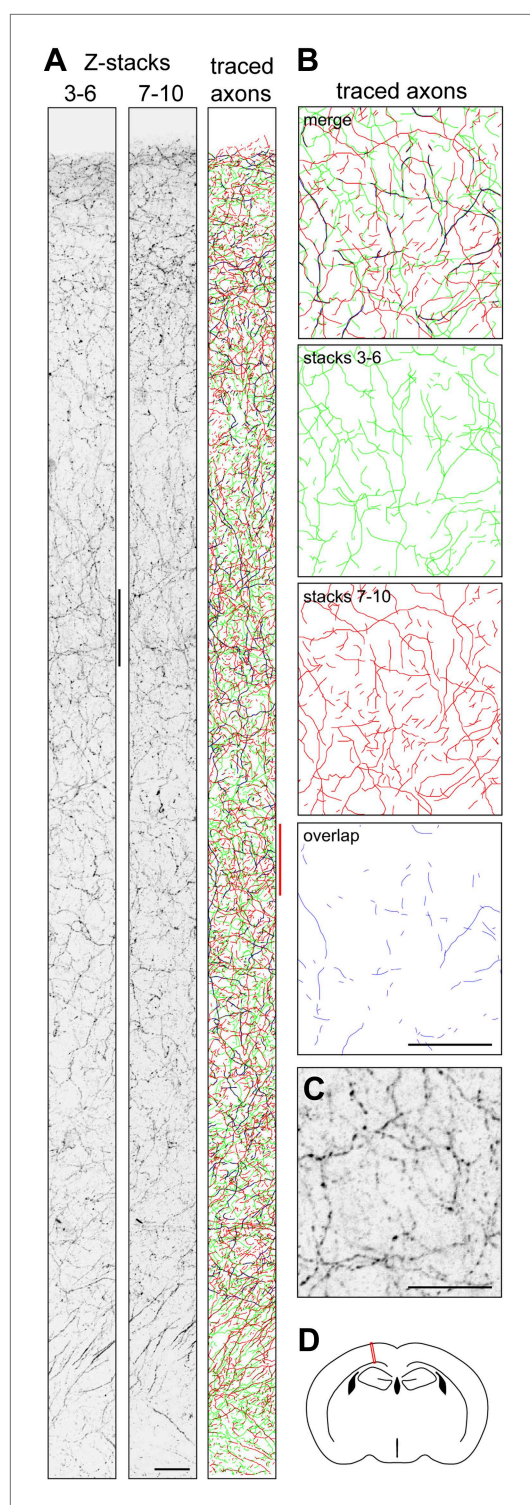 A
Z-stacks
3-6
7-10
traced
axons
B
traced axons
merge
stacks 3-6
stacks 7-10
overlap
C
D